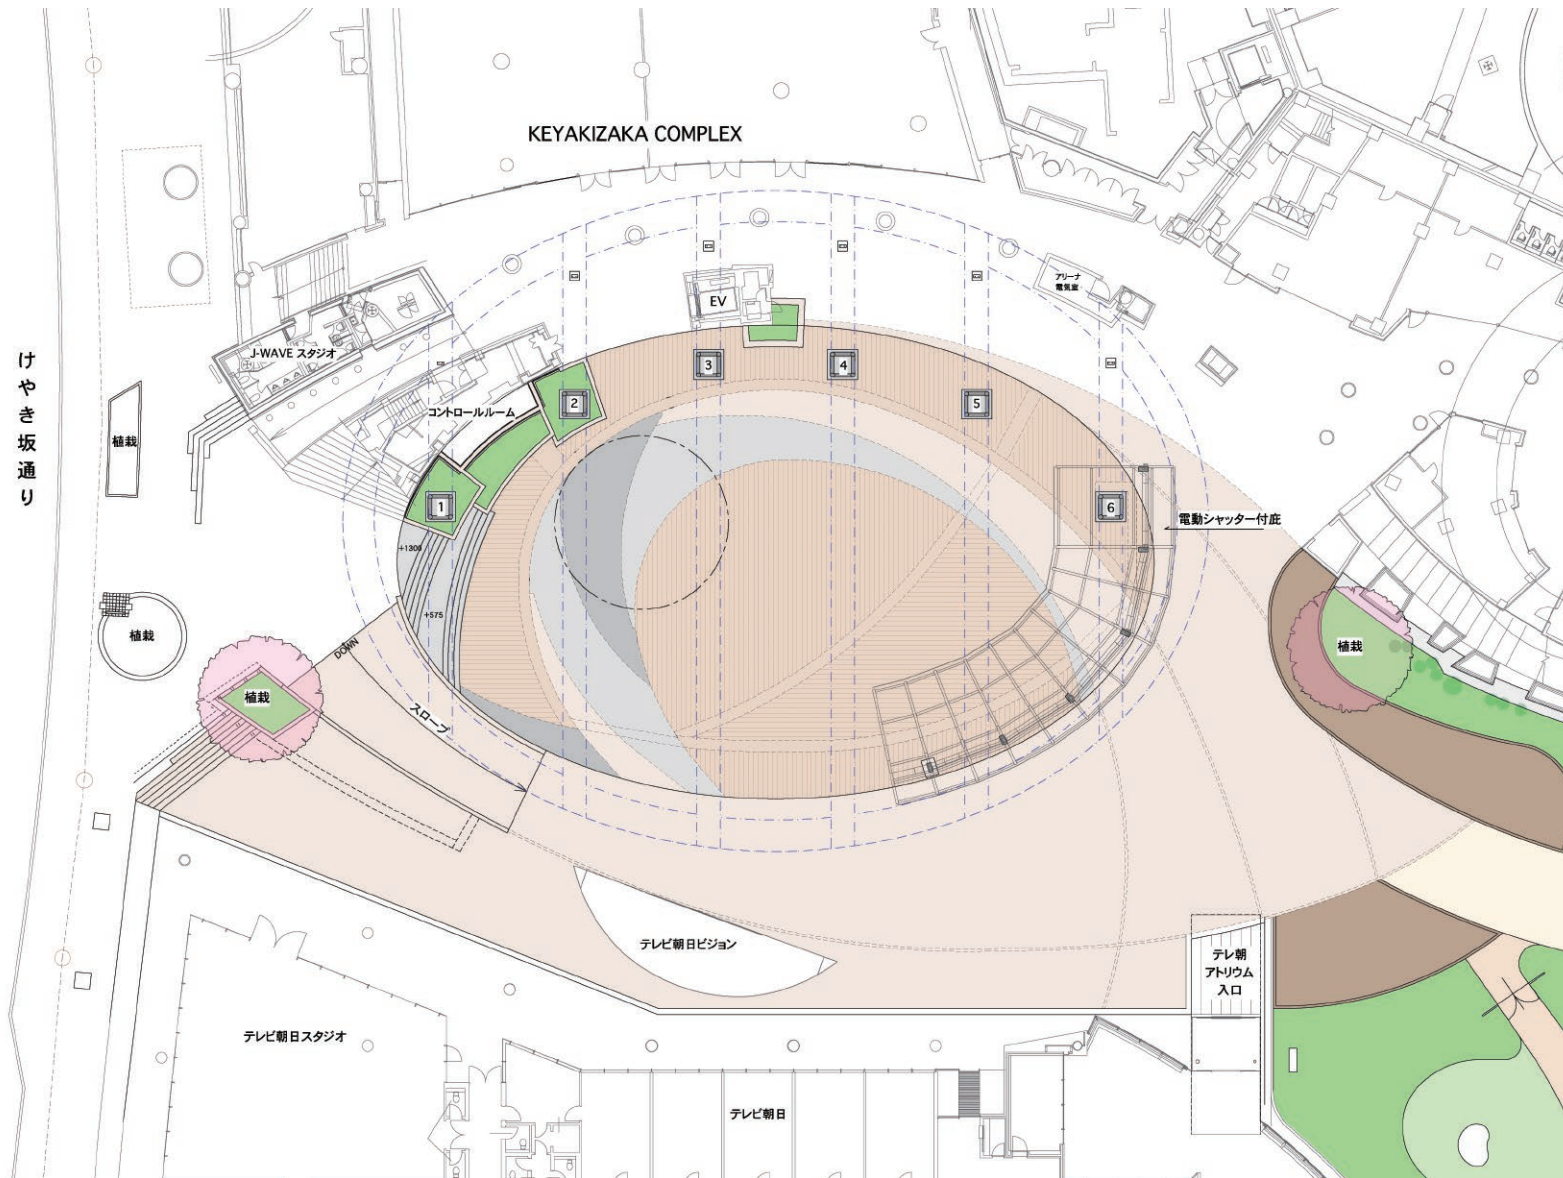 KEYAKIZAKA COMPLEX
けやき坂通り
J-WAVE スタジオ
コントロールルーム
EV
アリーナ
電気室
植栽
1
2
3
4
5
6
電動シャッター付庇
+1300
+575
植栽
植栽
DOWN
スロープ
植栽
テレビ朝日ビジョン
テレ朝
アトリウム
入口
テレビ朝日スタジオ
テレビ朝日